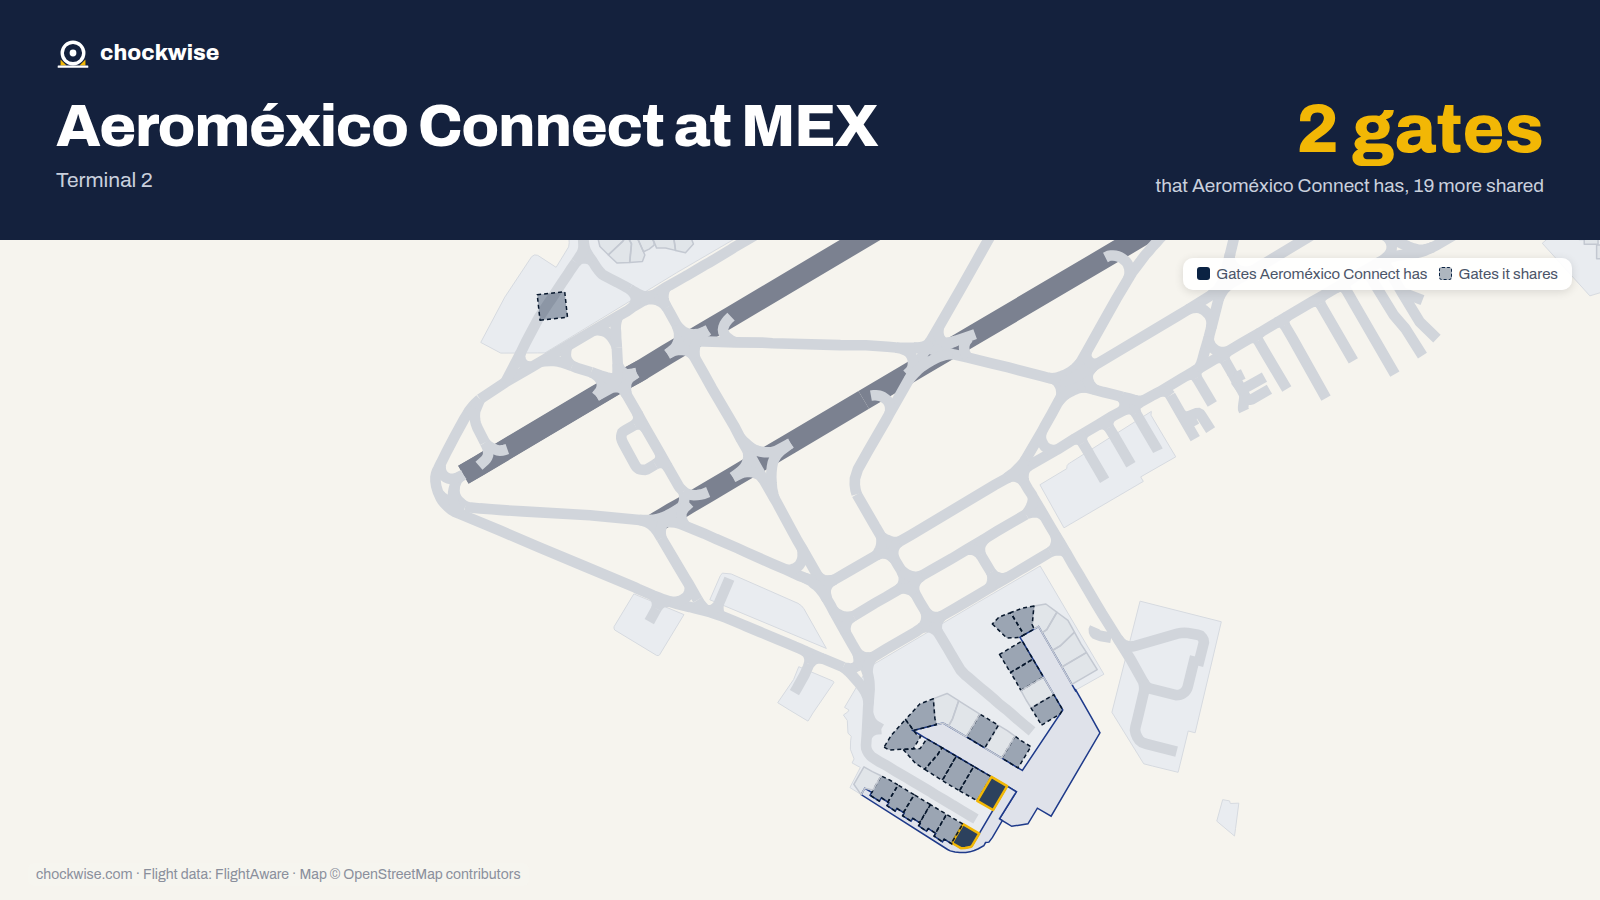 chockwise
Aeroméxico Connect at MEX
Terminal 2
2 gates
that Aeroméxico Connect has, 19 more shared
Gates Aeroméxico Connect has
Gates it shares
chockwise.com · Flight data: FlightAware · Map © OpenStreetMap contributors